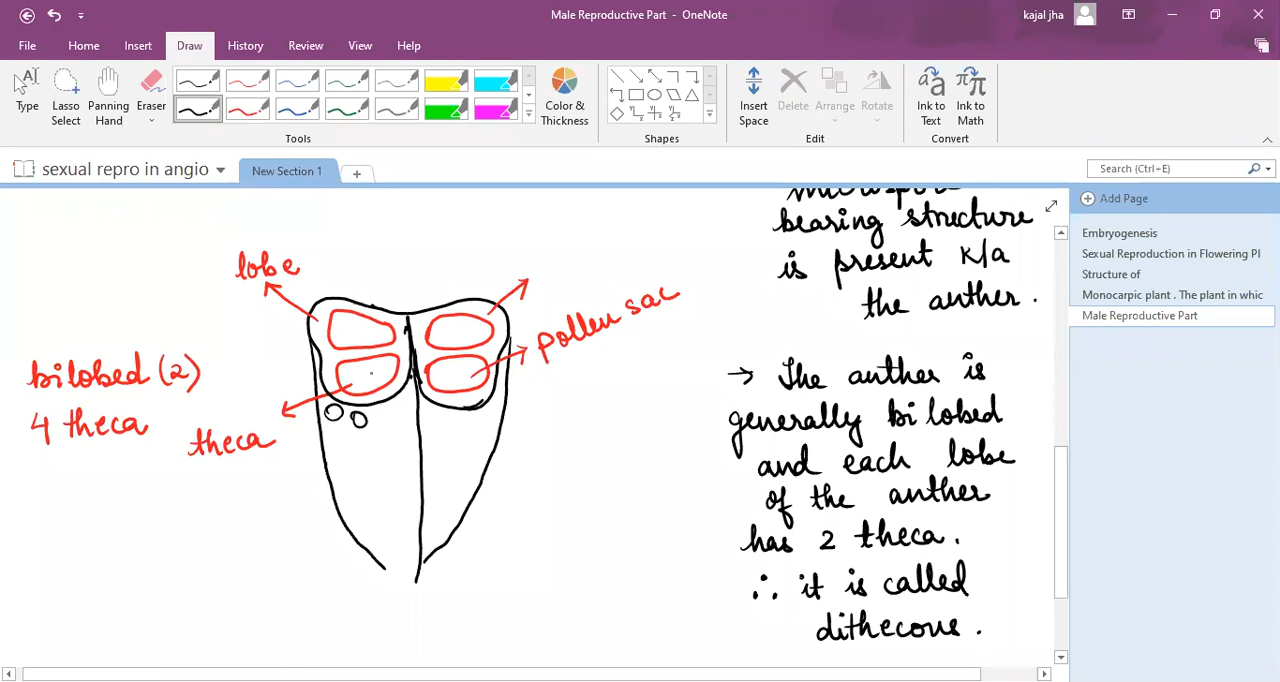 Male Reproductive Part - OneNote
kajal jha
File Home Insert Draw History Review View Help
Type
Lasso Select
Panning Hand
Eraser
Color & Thickness
Insert Space
Delete
Arrange
Rotate
Ink to Text
Ink to Math
Tools
Shapes
Edit
Convert
sexual repro in angio
New Section 1
Search (Ctrl+E)
Add Page
Embryogenesis
Sexual Reproduction in Flowering Pl
Structure of
Monocarpic plant . The plant in whic
Male Reproductive Part
lobe
pollen sac
bilobed (2)
4 theca
theca
bearing structure
is present k/a
the anther.
→ The anther is
generally bilobed
and each lobe
of the anther
has 2 theca.
∴ it is called
dithecous.